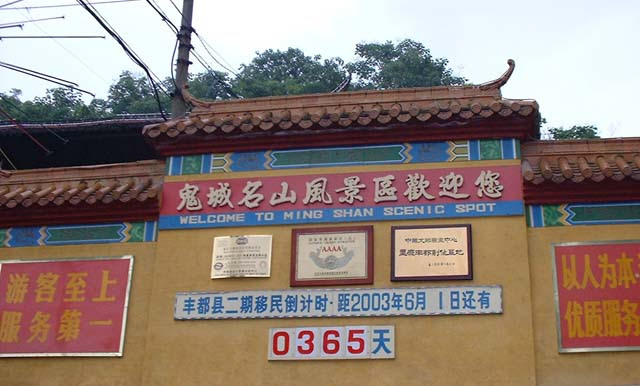 鬼城名山風景區歡迎您
WELCOME TO MING SHAN SCENIC SPOT
AAAA
丰都县二期移民倒计时·距2003年6月1日还有
0365天
游客至上
服务第一
以人为本
优质服务